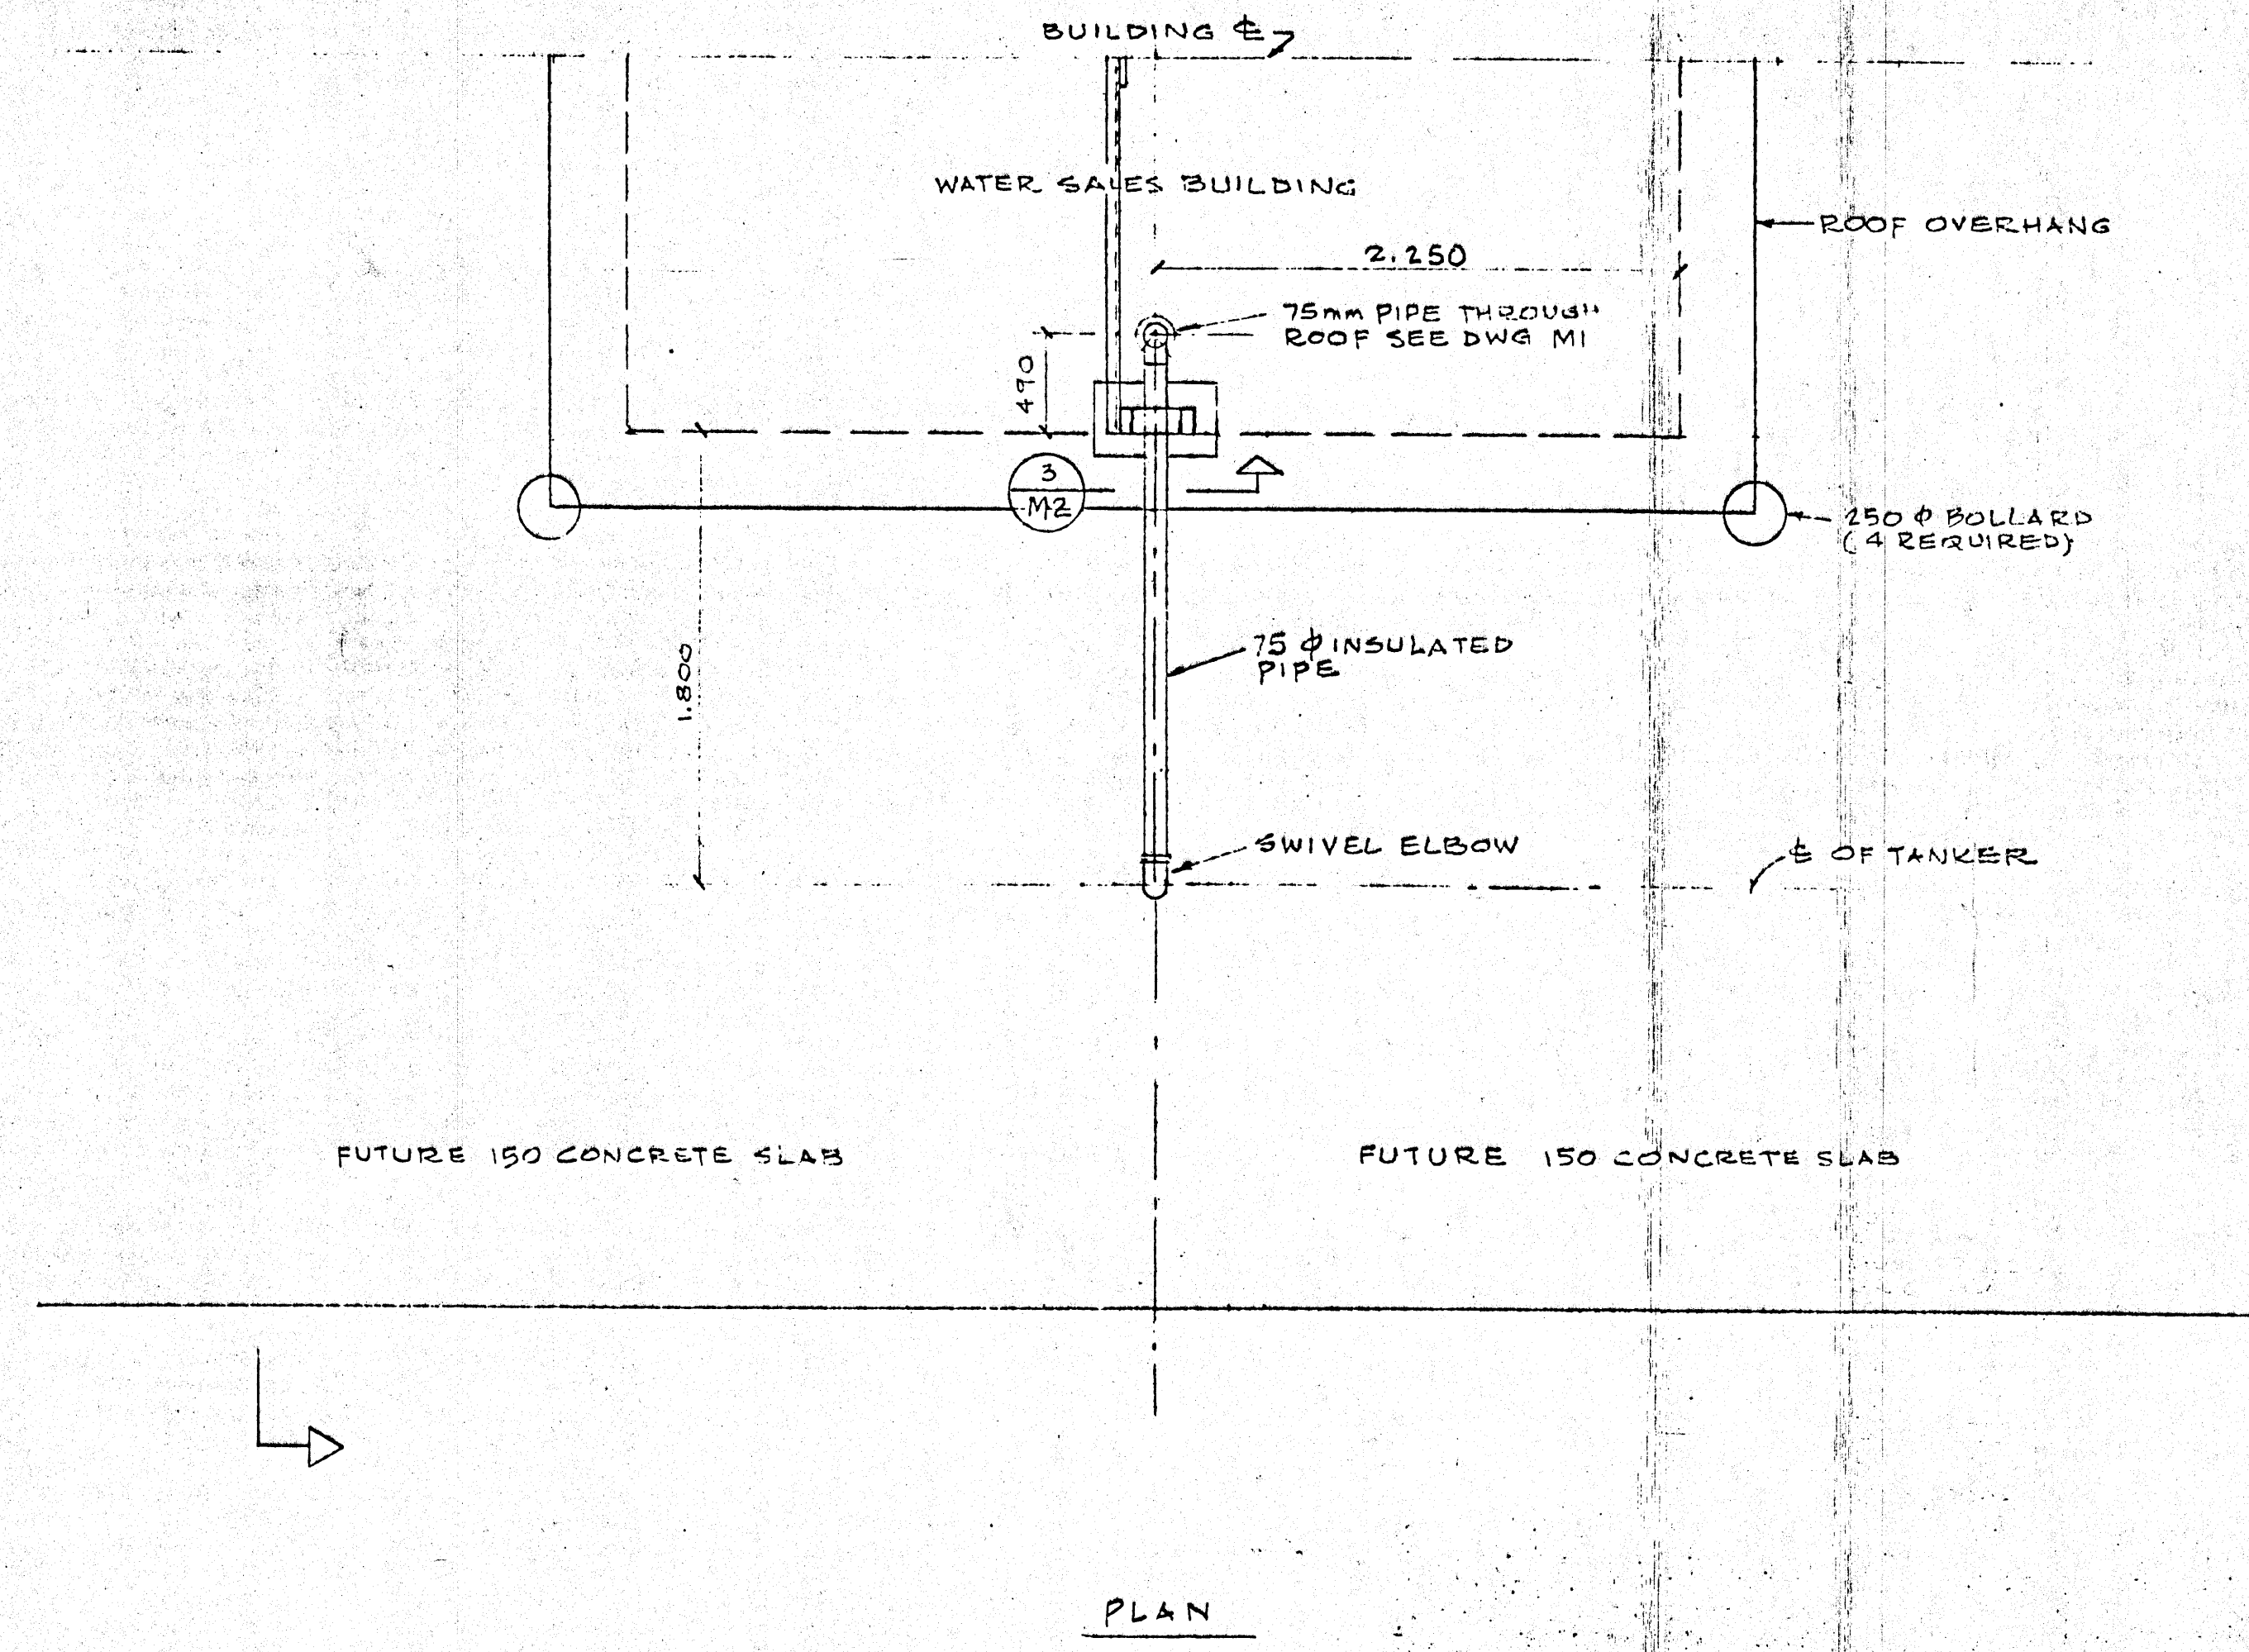 BUILDING ℄
WATER SALES BUILDING
ROOF OVERHANG
2.250
75mm PIPE THROUGH
ROOF SEE DWG M1
490
3
M2
250 ϕ BOLLARD
(4 REQUIRED)
1.800
75 ϕ INSULATED
PIPE
SWIVEL ELBOW
℄ OF TANKER
FUTURE 150 CONCRETE SLAB
FUTURE 150 CONCRETE SLAB
PLAN